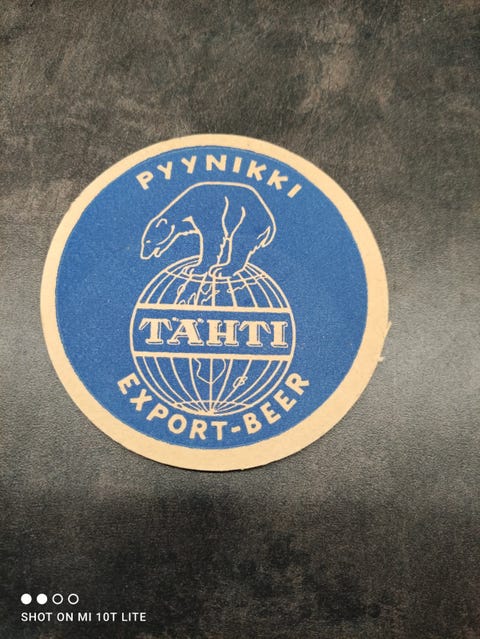 PYYNIKKI
TÄHTI
EXPORT-BEER
SHOT ON MI 10T LITE